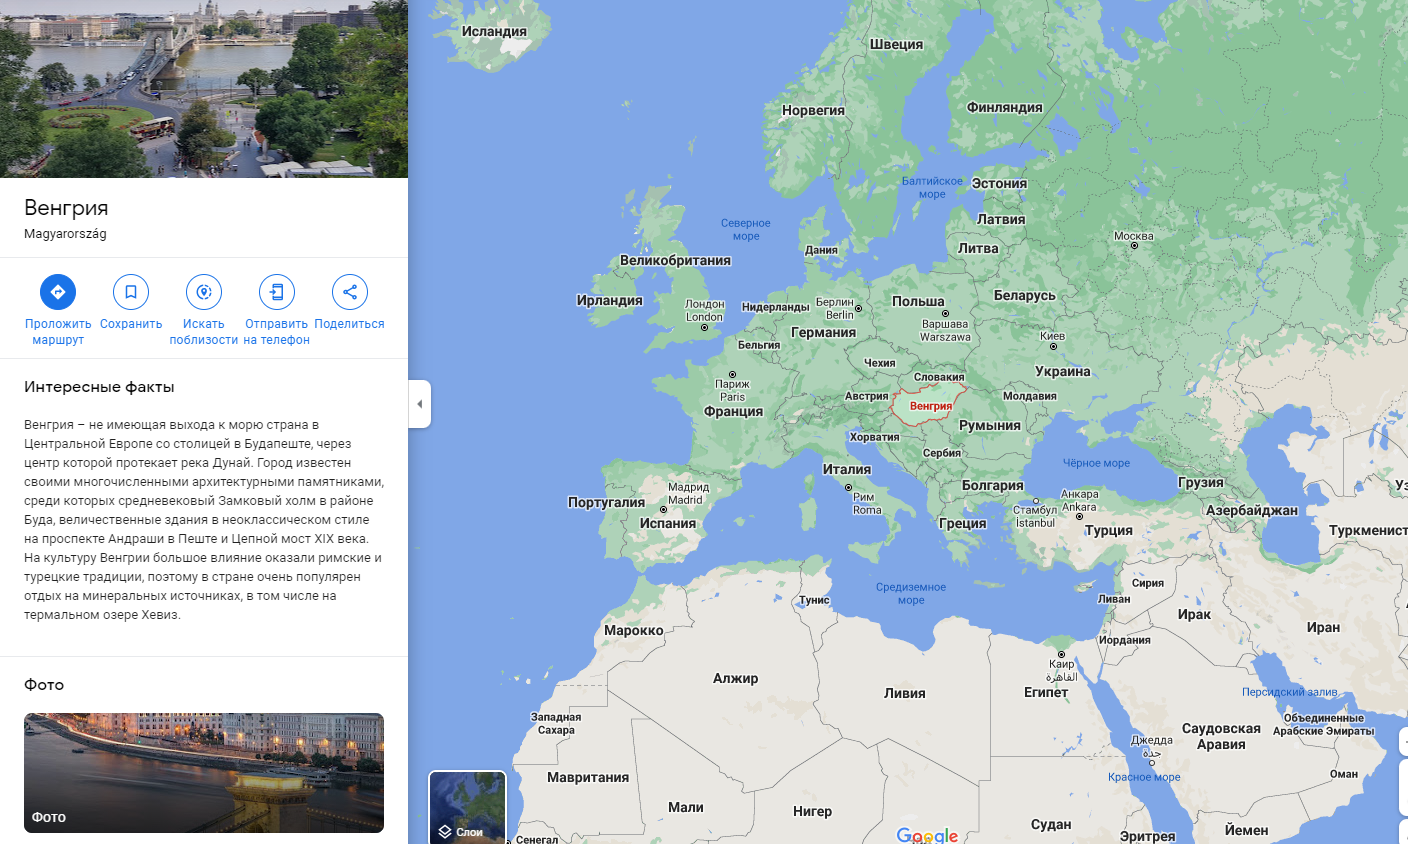 Венгрия
Magyarország
Проложить
маршрут
Сохранить
Искать
поблизости
Отправить
на телефон
Поделиться
Интересные факты
Венгрия – не имеющая выхода к морю страна в
Центральной Европе со столицей в Будапеште, через
центр которой протекает река Дунай. Город известен
своими многочисленными архитектурными памятниками,
среди которых средневековый Замковый холм в районе
Буда, величественные здания в неоклассическом стиле
на проспекте Андраши в Пеште и Цепной мост XIX века.
На культуру Венгрии большое влияние оказали римские и
турецкие традиции, поэтому в стране очень популярен
отдых на минеральных источниках, в том числе на
термальном озере Хевиз.
Фото
Фото
Исландия
Швеция
Финляндия
Норвегия
Балтийское
море
Эстония
Северное
море
Латвия
Москва
Дания
Литва
Великобритания
Ирландия
Лондон
London
Нидерланды
Берлин
Berlin
Польша
Беларусь
Варшава
Warszawa
Германия
Бельгия
Киев
Чехия
Украина
Словакия
Париж
Paris
Франция
Австрия
Венгрия
Молдавия
Румыния
Хорватия
Сербия
Италия
Чёрное море
Болгария
Грузия
Мадрид
Madrid
Португалия
Испания
Рим
Roma
Стамбул
İstanbul
Анкара
Ankara
Азербайджан
Греция
Турция
Туркменист
Уз
Средиземное
море
Тунис
Сирия
Ливан
Ирак
Иран
Иордания
Марокко
Каир
القاهرة
Алжир
Ливия
Египет
Персидский залив
Западная
Сахара
Объединенные
Арабские Эмираты
Саудовская
Аравия
Джедда
جدة
Красное море
Оман
Мавритания
Мали
Нигер
Судан
Эритрея
Йемен
Сенегал
Слои
Google